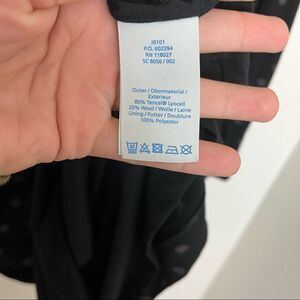 J0101
P.O. 602394
RN 118027
SC 8056 / 002
Outer / Obermaterial /
Extérieur
80% Tencel® Lyocell
20% Wool / Wolle / Laine
Lining / Futter / Doublure
100% Polyester